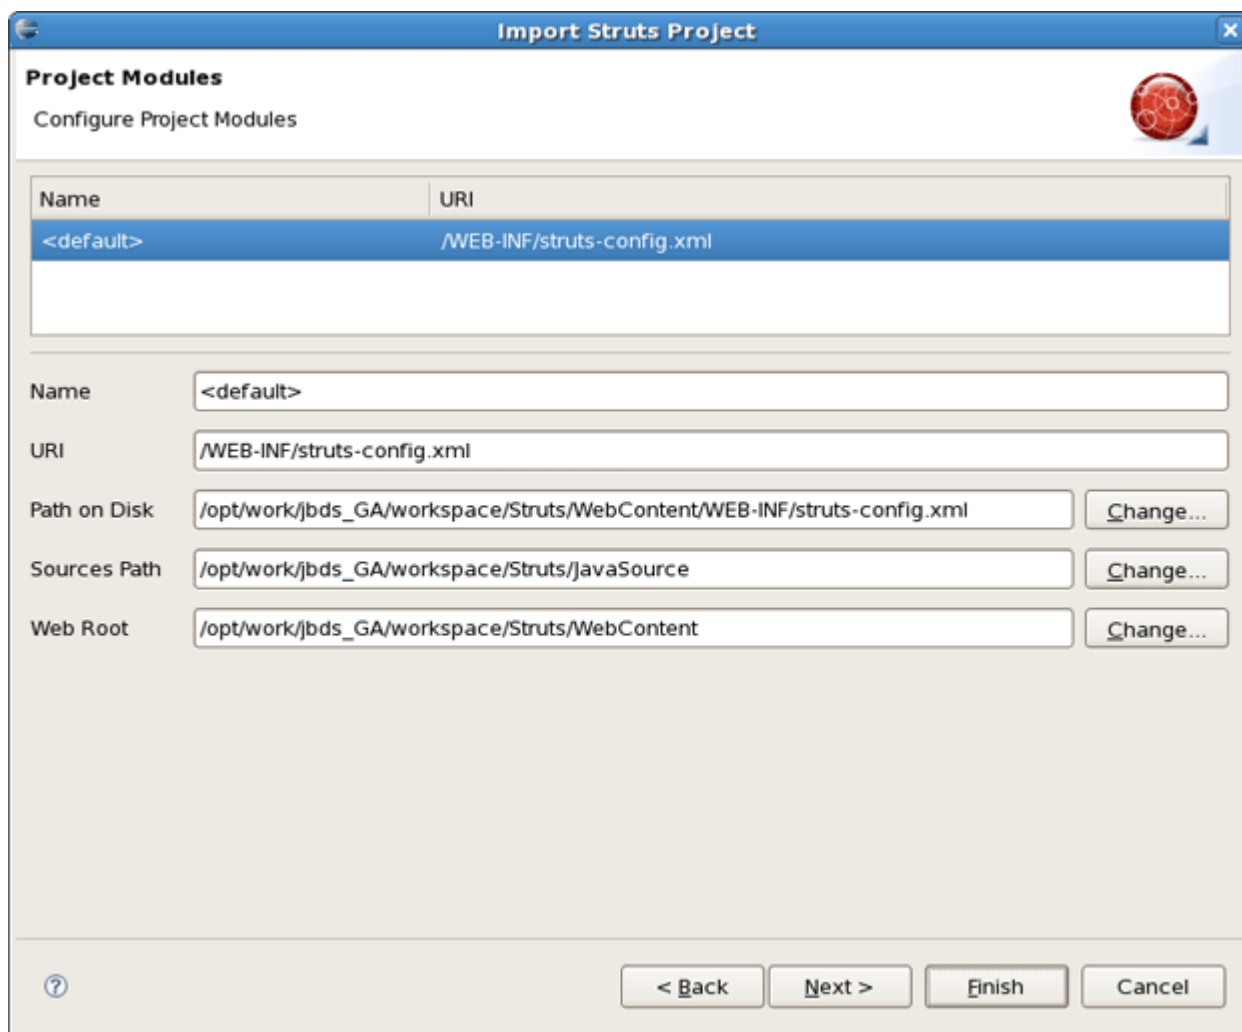 Import Struts Project
Project Modules
Configure Project Modules
Name URI
<default> /WEB-INF/struts-config.xml
Name <default>
URI /WEB-INF/struts-config.xml
Path on Disk /opt/work/jbds_GA/workspace/Struts/WebContent/WEB-INF/struts-config.xml Change...
Sources Path /opt/work/jbds_GA/workspace/Struts/JavaSource Change...
Web Root /opt/work/jbds_GA/workspace/Struts/WebContent Change...
? < Back Next > Finish Cancel